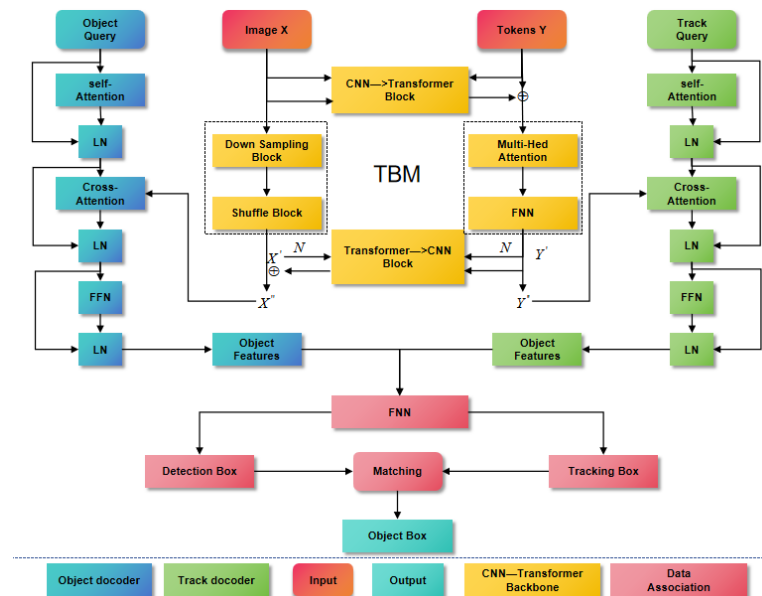 Object
Query
Image X
Tokens Y
Track
Query
self-
Attention
CNN—>Transformer
Block
⊕
self-
Attention
LN
Down Sampling
Block
TBM
Multi-Hed
Attention
LN
Cross-
Attention
Shuffle Block
FNN
Cross-
Attention
LN
X'
N
Transformer—>CNN
Block
N
Y'
LN
⊕
FFN
X"
Y"
FFN
LN
Object
Features
Object
Features
LN
FNN
Detection Box
Matching
Tracking Box
Object Box
Object docoder
Track docoder
Input
Output
CNN—Transformer
Backbone
Data
Association